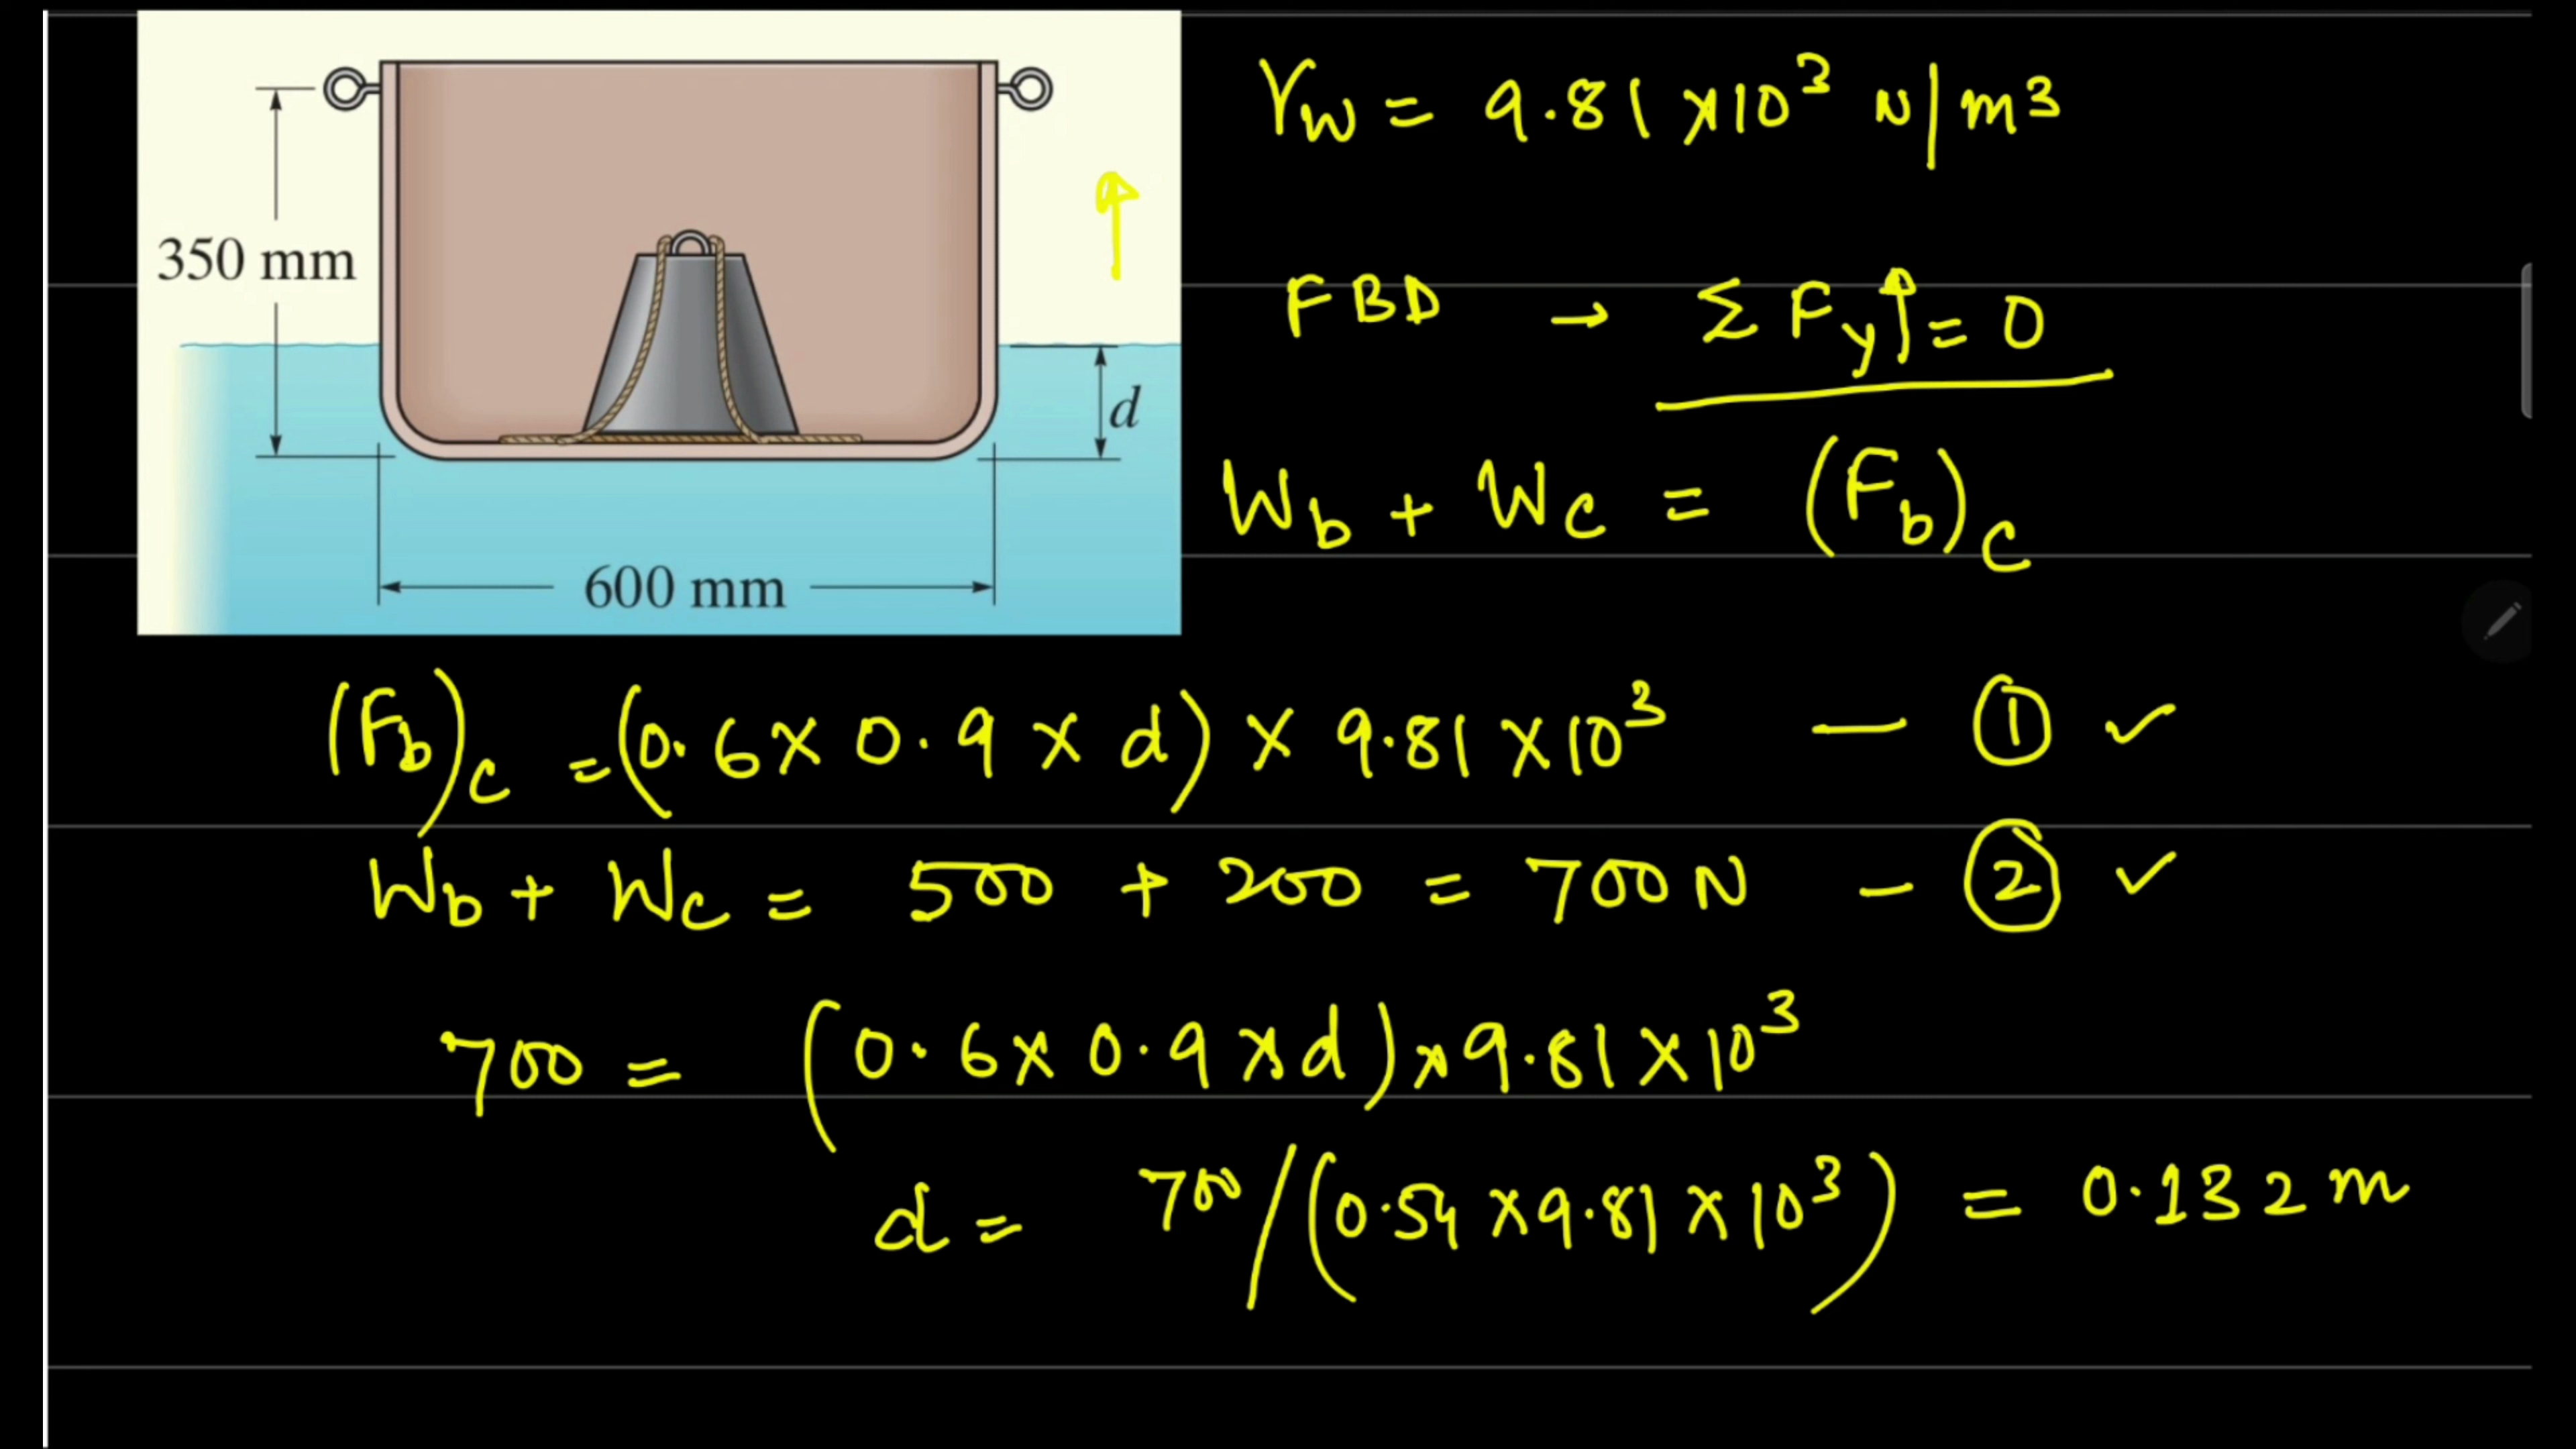 350 mm
d
600 mm
γw = 9.81 × 10³ N/m³
FBD → Σ Fy↑ = 0
Wb + Wc = (Fb)c
(Fb)c = (0.6 × 0.9 × d) × 9.81 × 10³ — ① ✓
Wb + Wc = 500 + 200 = 700 N — ② ✓
700 = (0.6 × 0.9 × d) × 9.81 × 10³
d = 700/(0.54 × 9.81 × 10³) = 0.132 m